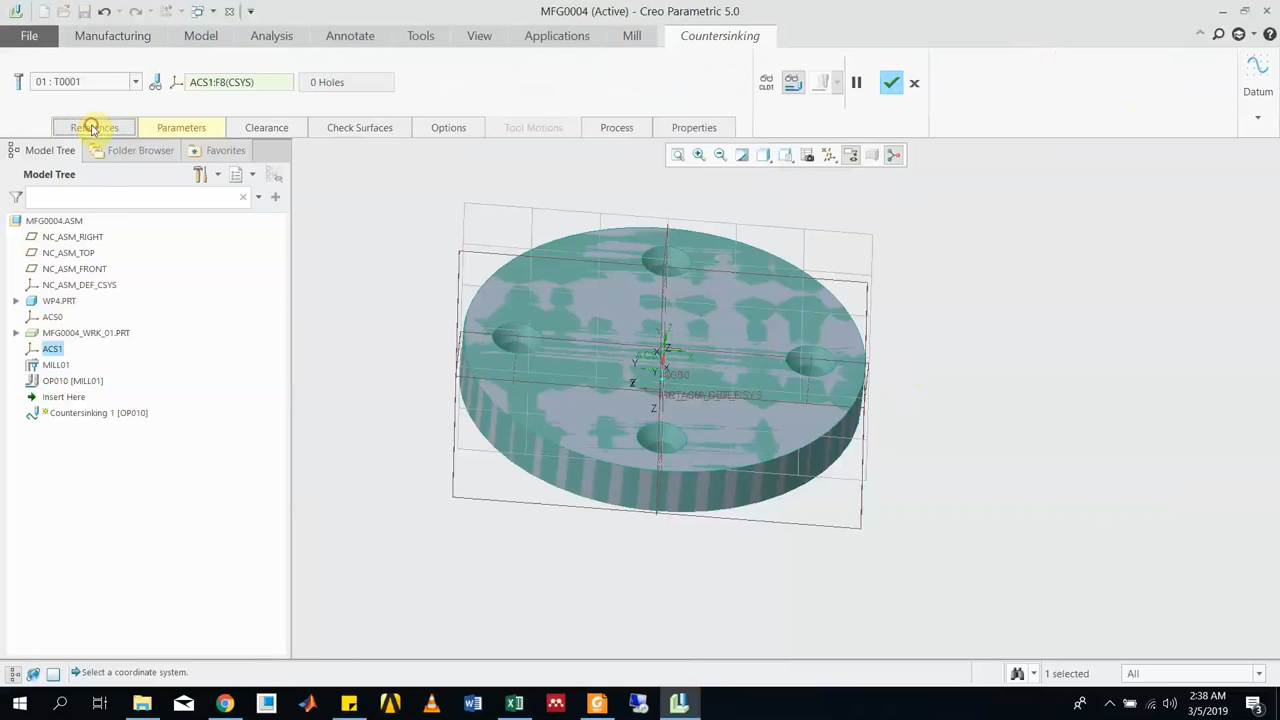 MFG0004 (Active) - Creo Parametric 5.0
File Manufacturing Model Analysis Annotate Tools View Applications Mill Countersinking
01 : T0001 ACS1:F8(CSYS) 0 Holes
CLD1
Datum
References Parameters Clearance Check Surfaces Options Tool Motions Process Properties
Model Tree Folder Browser Favorites
Model Tree
MFG0004.ASM
NC_ASM_RIGHT
NC_ASM_TOP
NC_ASM_FRONT
NC_ASM_DEF_CSYS
WP4.PRT
ACS0
MFG0004_WRK_01.PRT
ACS1
MILL01
OP010 [MILL01]
Insert Here
Countersinking 1 [OP010]
Z
X
Z
Y
X
Y
Z
Z
Select a coordinate system.
1 selected
All
2:38 AM
3/5/2019
3